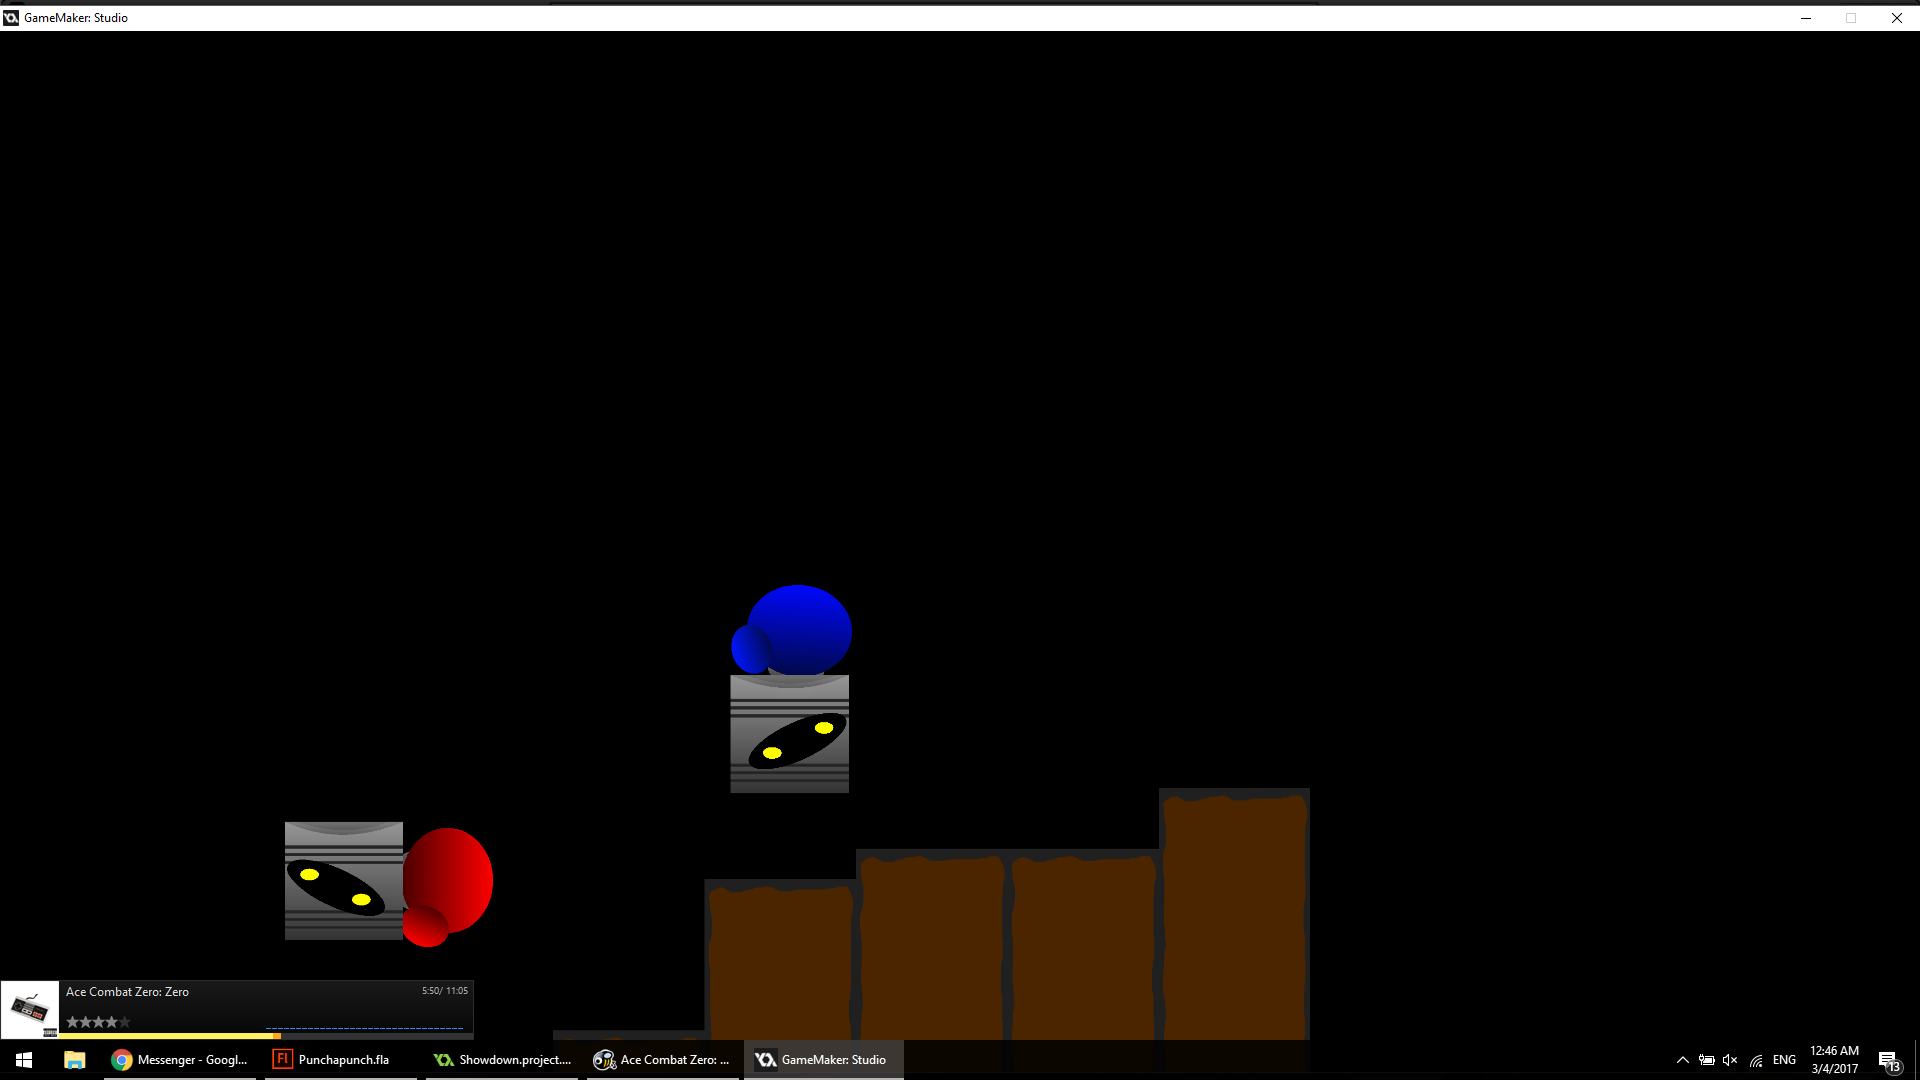 GameMaker: Studio
Ace Combat Zero: Zero
5:50/ 11:05
Messenger - Googl...
Fl
Punchapunch.fla
Showdown.project....
Ace Combat Zero: ...
GameMaker: Studio
ENG
12:46 AM
3/4/2017
13